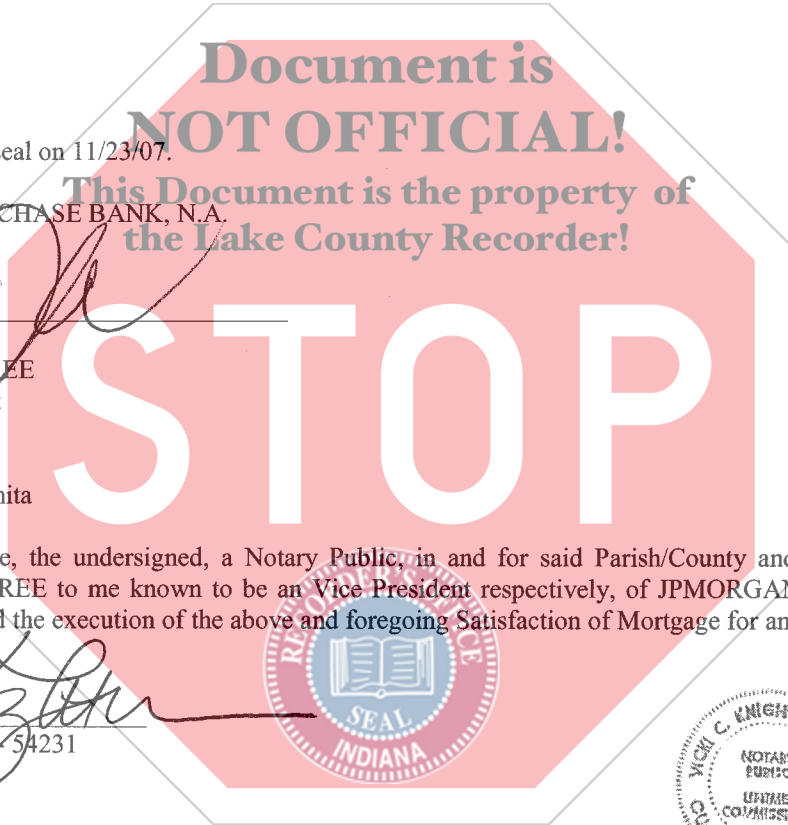 Document is
NOT OFFICIAL!
eal on 11/23/07.
This Document is the property of
CHASE BANK, N.A.
the Lake County Recorder!
STOP
EE
nita
e, the undersigned, a Notary Public, in and for said Parish/County and
REE to me known to be an Vice President respectively, of JPMORGAN
the execution of the above and foregoing Satisfaction of Mortgage for an
RECORDER'S OFFICE
SEAL
INDIANA
54231
VICKI C. KNIGH
NOTAR
PUBLIC
LIFETIME
COMMISS